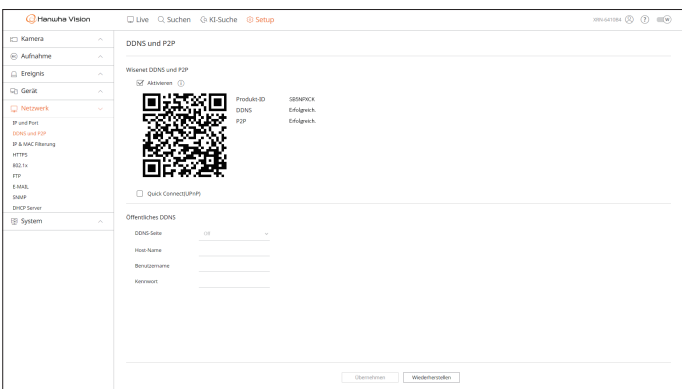 Hanwha Vision
Live Suchen KI-Suche Setup
Kamera
Aufnahme
Ereignis
Gerät
Netzwerk
IP und Port
DDNS und P2P
IP & MAC Filterung
HTTPS
802.1x
FTP
E-MAIL
SNMP
DHCP Server
System
DDNS und P2P
Wisenet DDNS und P2P
Aktivieren
Produkt-ID SB5NPXCK
DDNS Erfolgreich.
P2P Erfolgreich.
Quick Connect(UPnP)
Öffentliches DDNS
DDNS-Seite Off
Host-Name
Benutzername
Kennwort
Übernehmen Wiederherstellen